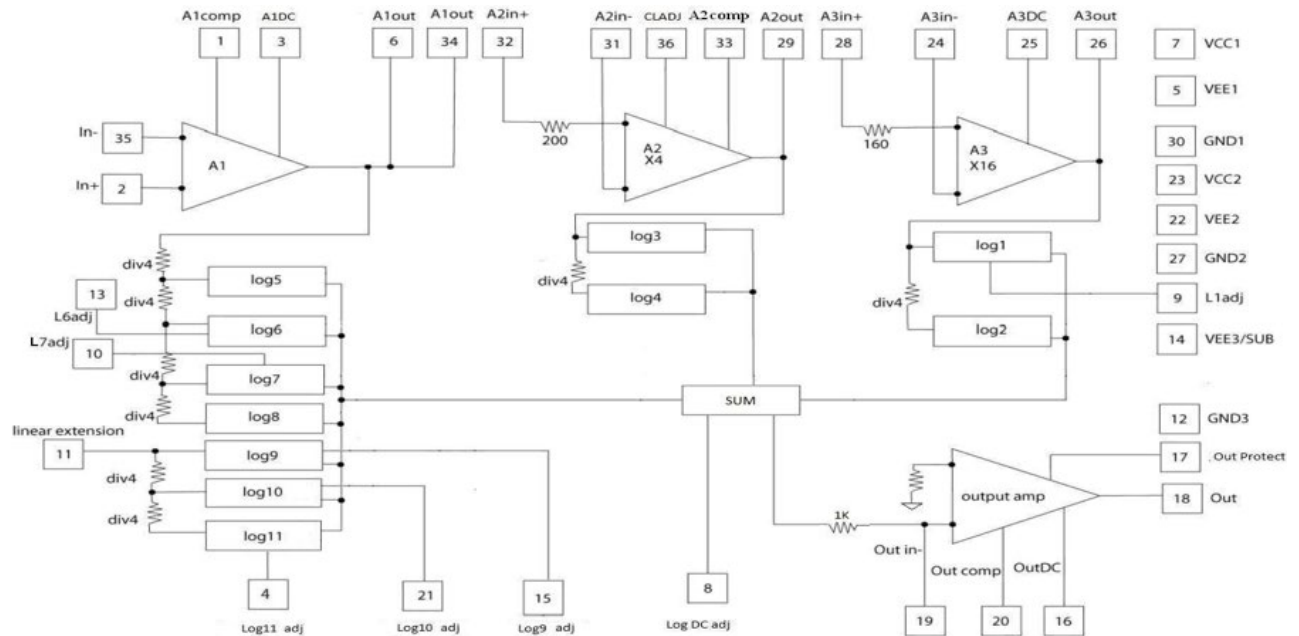 A1comp A1DC A1out A1out A2in+ A2in- CLADJ A2comp A2out A3in+ A3in- A3DC A3out
1 3 6 34 32 31 36 33 29 28 24 25 26 7 VCC1
5 VEE1
In- 35
200
160
A1
A2 X4
A3 X16
30 GND1
In+ 2
23 VCC2
22 VEE2
log3
log1
div4
log5
27 GND2
div4
log4
div4
13
9 L1adj
L6adj
log6
log2
14 VEE3/SUB
L7adj
10
log7
div4
SUM
div4
log8
12 GND3
linear extension
11
log9
17 .Out Protect
div4
log10
output amp
18 Out
div4
1K
log11
Out in-
Out comp
OutDC
4 21 15 8
19 20 16
Log11 adj Log10 adj Log9 adj Log DC adj